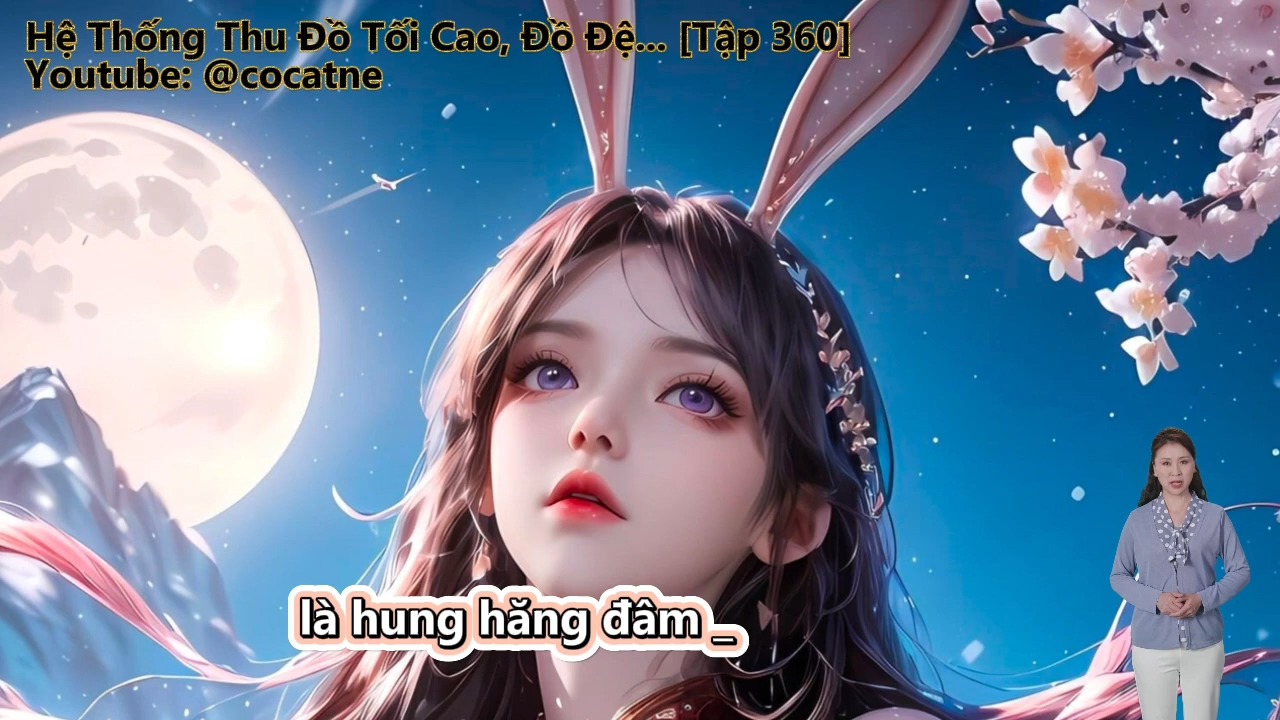 Hệ Thống Thu Đồ Tối Cao, Đồ Đệ... [Tập 360]
Youtube: @cocatne
là hung hăng đâm _